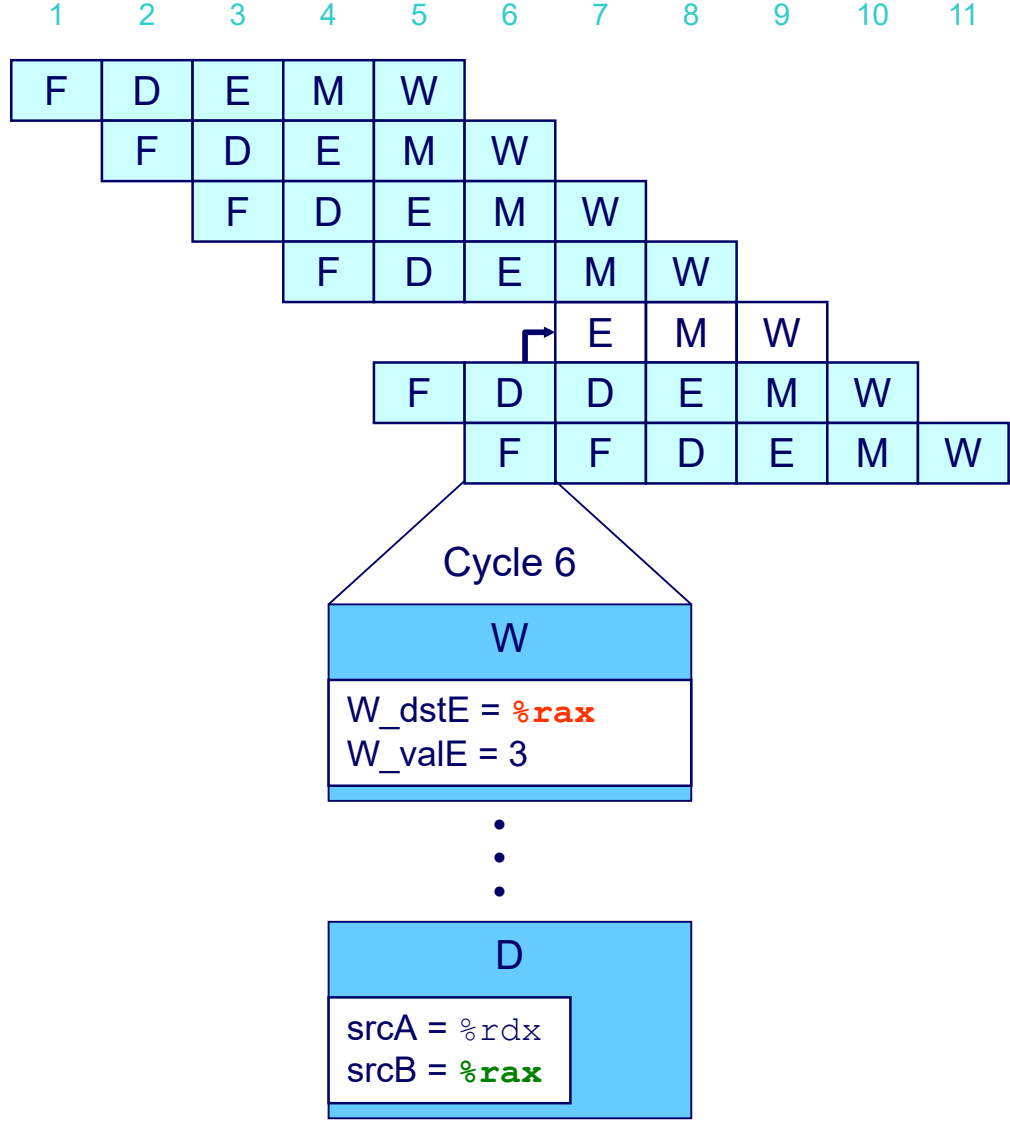 1 2 3 4 5 6 7 8 9 10 11
F D E M W
F D E M W
F D E M W
F D E M W
E M W
F D D E M W
F F D E M W
Cycle 6
W
W_dstE = %rax
W_valE = 3
•
•
•
D
srcA = %rdx
srcB = %rax